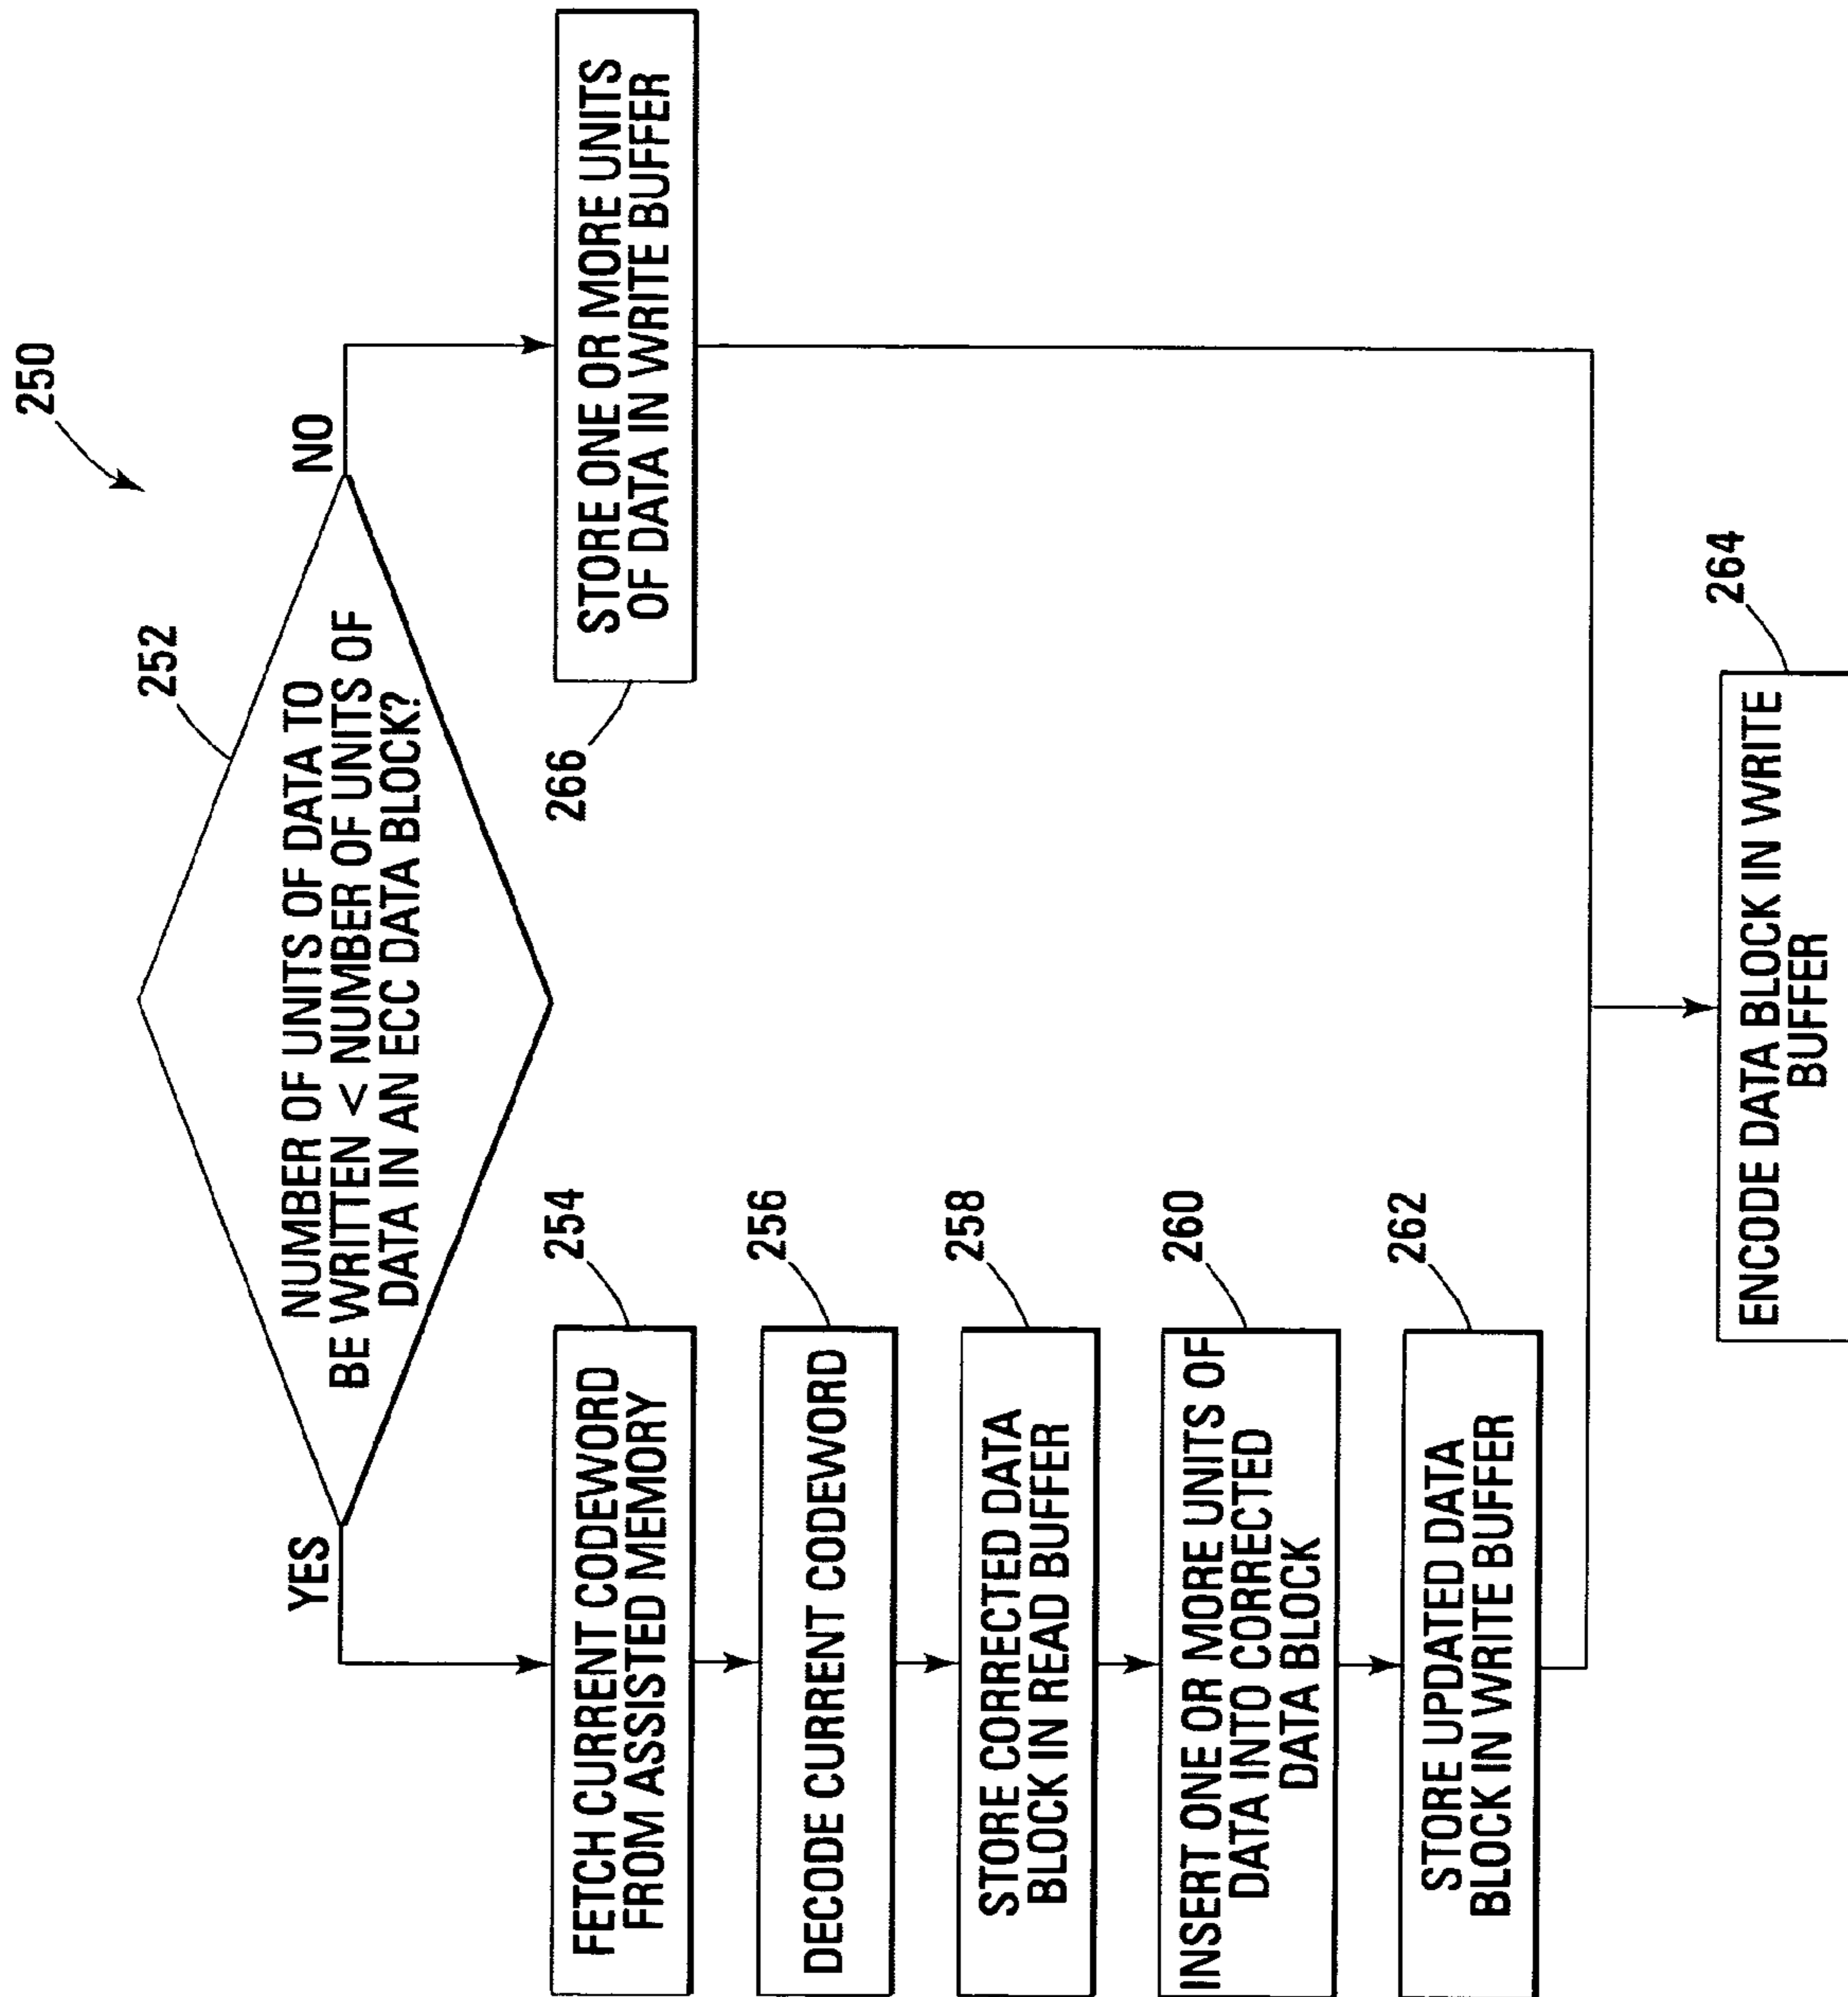 250
252
NUMBER OF UNITS OF DATA TO
BE WRITTEN < NUMBER OF UNITS OF
DATA IN AN ECC DATA BLOCK?
YES
NO
254
FETCH CURRENT CODEWORD
FROM ASSISTED MEMORY
256
DECODE CURRENT CODEWORD
258
STORE CORRECTED DATA
BLOCK IN READ BUFFER
260
INSERT ONE OR MORE UNITS OF
DATA INTO CORRECTED
DATA BLOCK
262
STORE UPDATED DATA
BLOCK IN WRITE BUFFER
266
STORE ONE OR MORE UNITS
OF DATA IN WRITE BUFFER
264
ENCODE DATA BLOCK IN WRITE
BUFFER